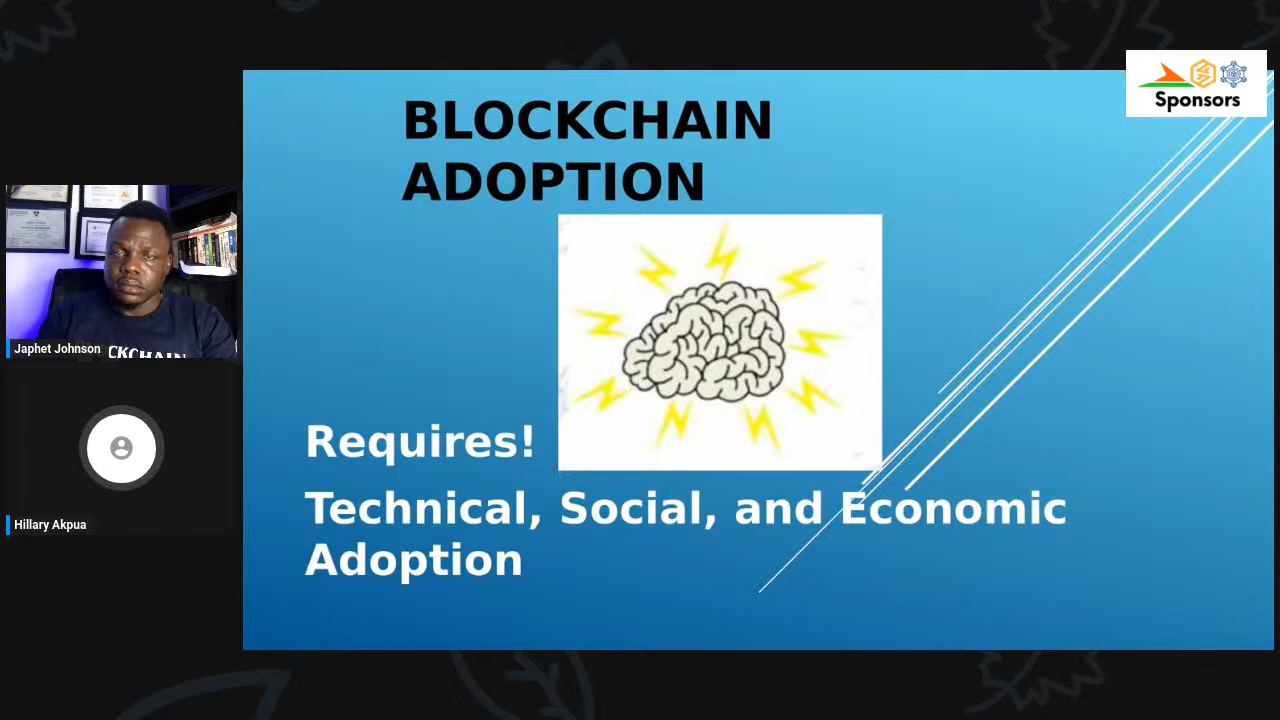 Sponsors
BLOCKCHAIN
ADOPTION
Requires!
Technical, Social, and Economic
Adoption
Japhet Johnson
Hillary Akpua